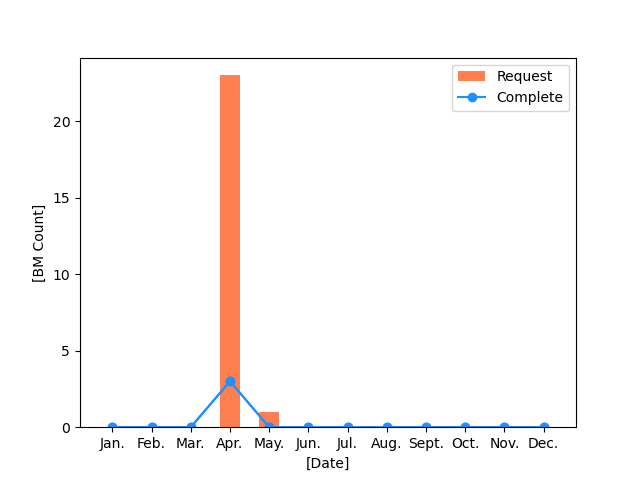 Request
Complete
20
15
10
5
0
[BM Count]
Jan. Feb. Mar. Apr. May. Jun. Jul. Aug. Sept. Oct. Nov. Dec.
[Date]